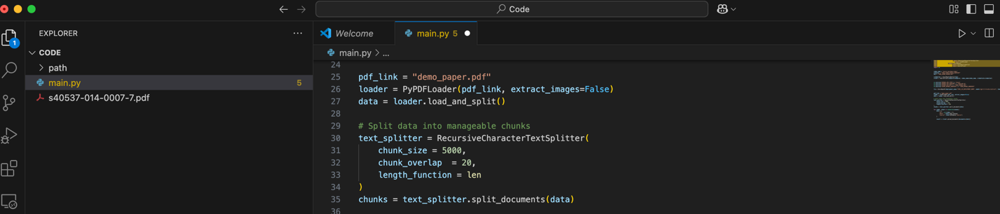 Code
EXPLORER
...
CODE
path
main.py 5
s40537-014-0007-7.pdf
1
Welcome
main.py 5
main.py > ...
24
25 pdf_link = "demo_paper.pdf"
26 loader = PyPDFLoader(pdf_link, extract_images=False)
27 data = loader.load_and_split()
28
29 # Split data into manageable chunks
30 text_splitter = RecursiveCharacterTextSplitter(
31     chunk_size = 5000,
32     chunk_overlap  = 20,
33     length_function = len
34 )
35 chunks = text_splitter.split_documents(data)
36